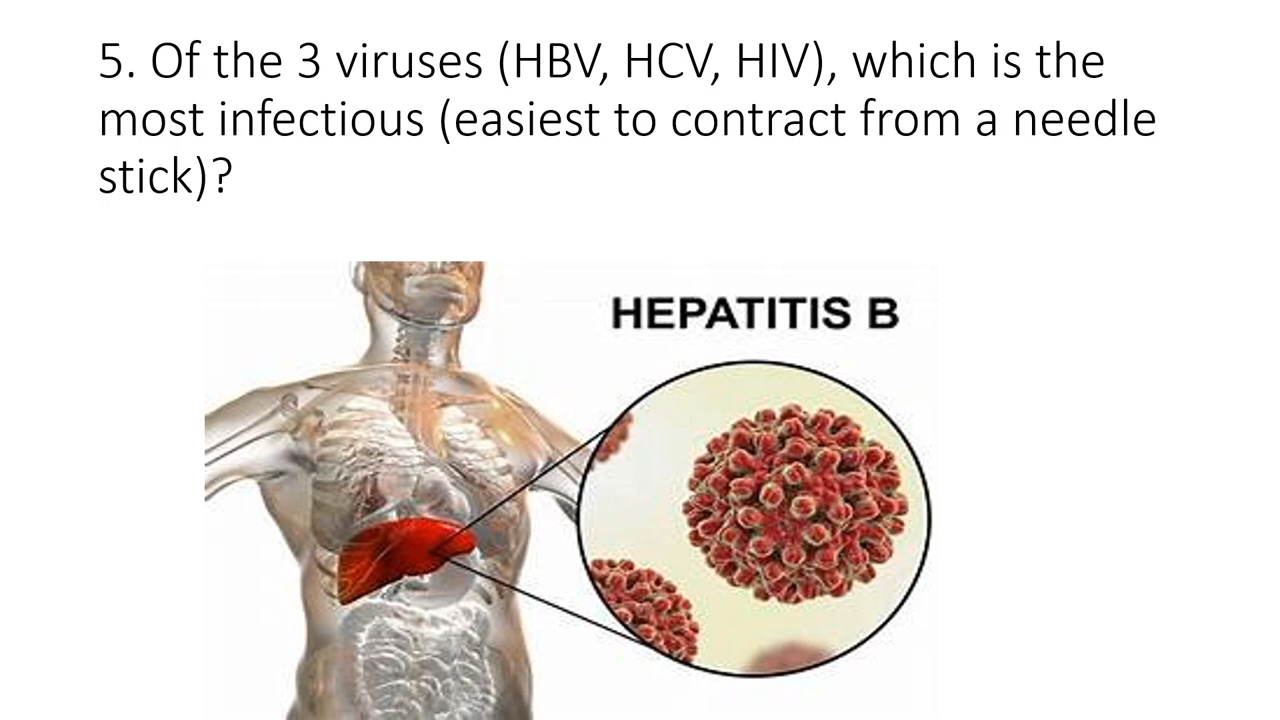 5. Of the 3 viruses (HBV, HCV, HIV), which is the
most infectious (easiest to contract from a needle
stick)?
HEPATITIS B